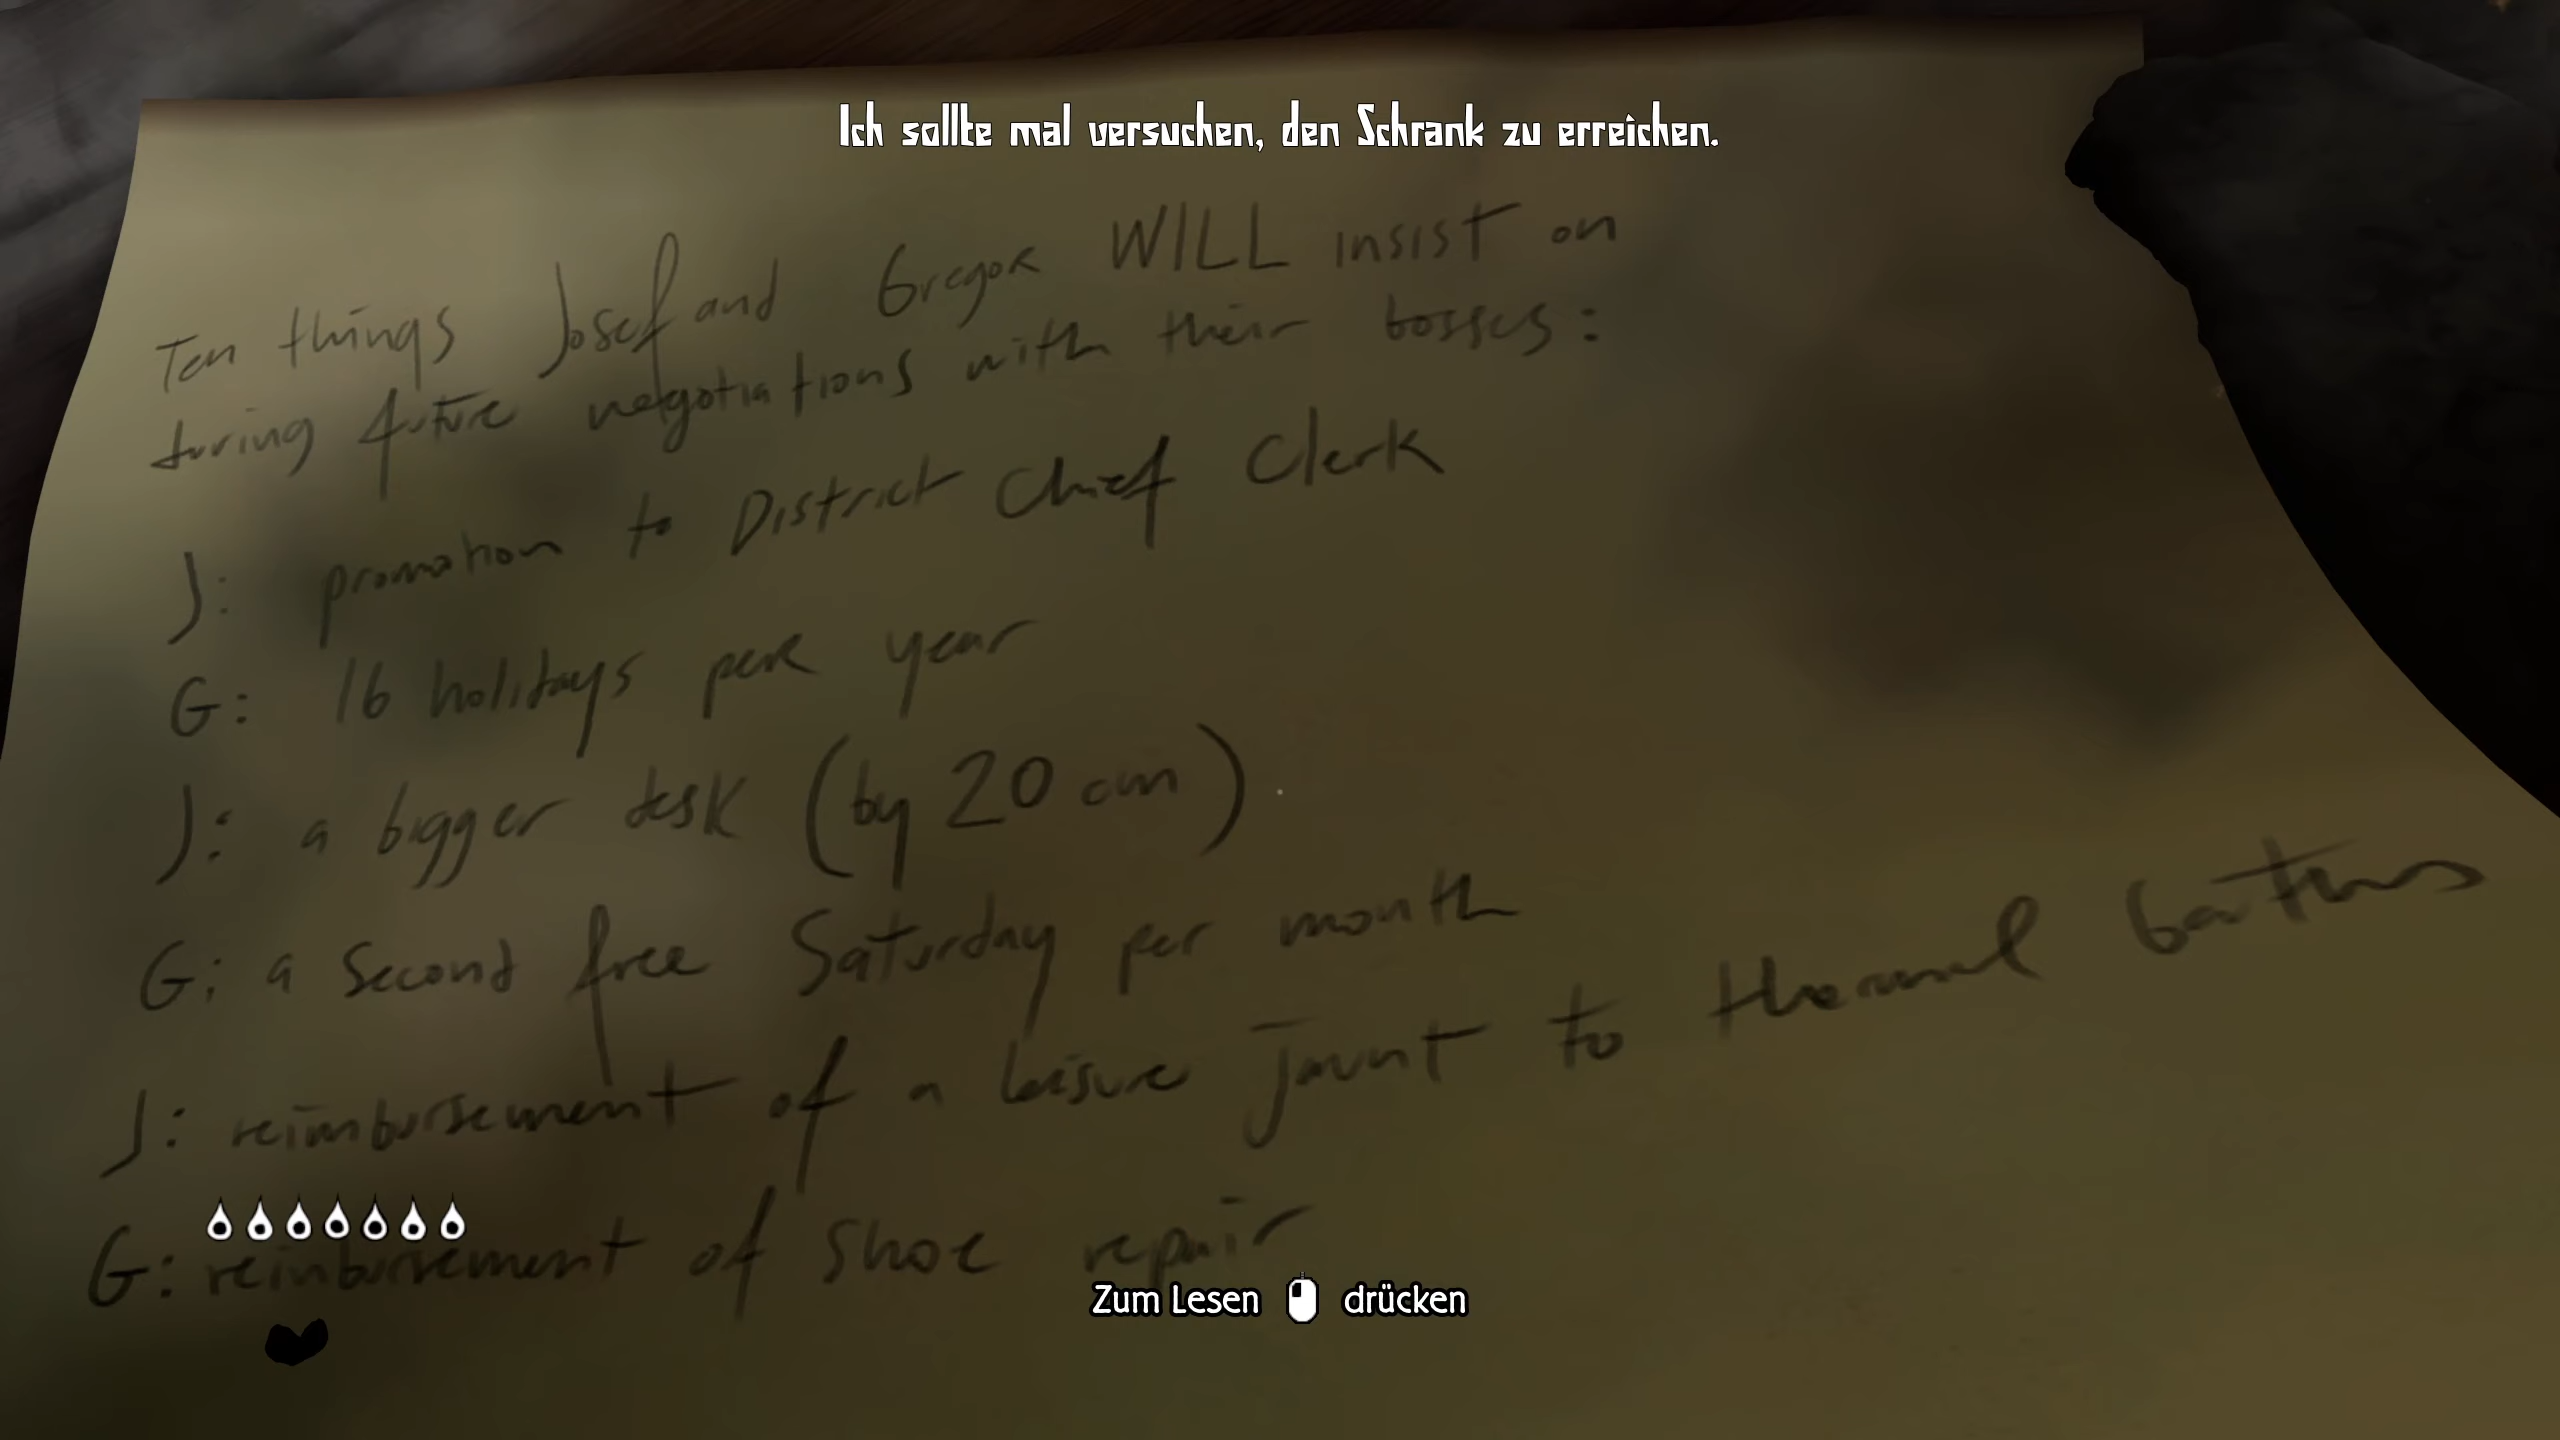 Ich sollte mal versuchen, den Schrank zu erreichen.
Ten things Josef and Gregor WILL insist on
during future negotiations with their bosses:
J: promotion to District Chief Clerk
G: 16 holidays per year
J: a bigger desk (by 20 cm)
G: a second free Saturday per month
J: reimbursement of a leisure jaunt to thermal baths
G: reimbursement of shoe repair
Zum Lesen drücken